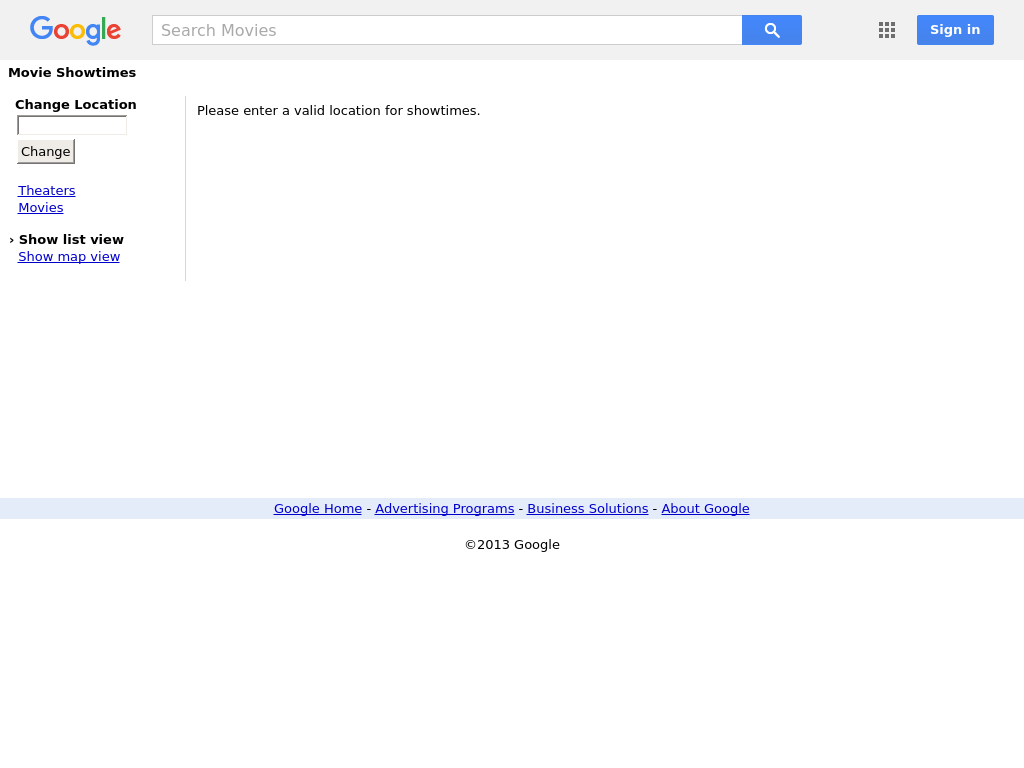 Google Search Movies Sign in
Movie Showtimes
Change Location
Please enter a valid location for showtimes.
Change
Theaters
Movies
› Show list view
Show map view
Google Home - Advertising Programs - Business Solutions - About Google
©2013 Google